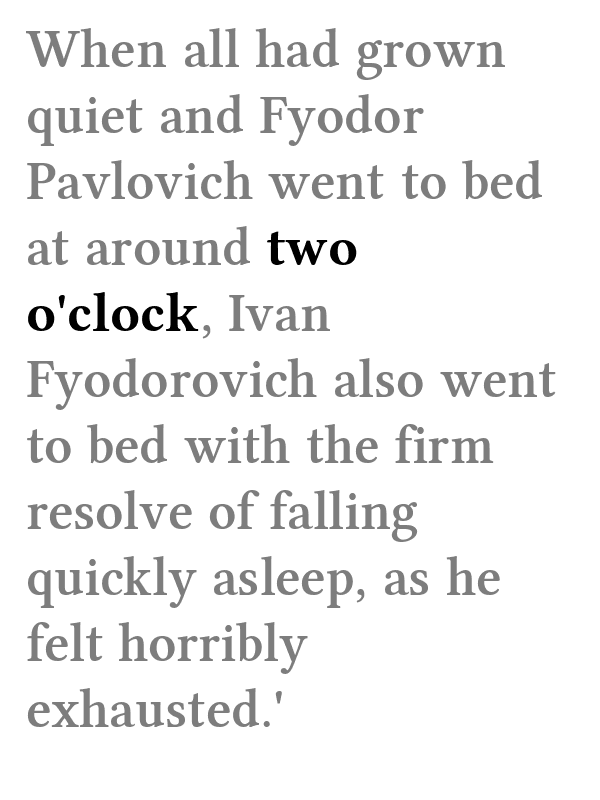 When all had grown
quiet and Fyodor
Pavlovich went to bed
at around two
o'clock, Ivan
Fyodorovich also went
to bed with the firm
resolve of falling
quickly asleep, as he
felt horribly
exhausted.'